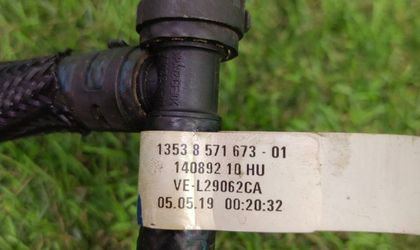 1353 8 571 673 - 01
140892 10 HU
VE-L29062CA
05.05.19 00:20:32